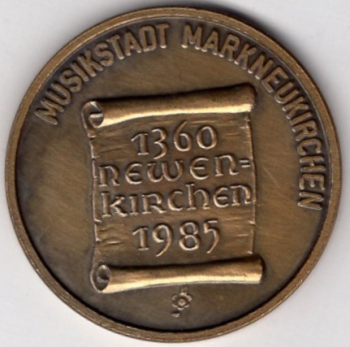 MUSIKSTADT MARKNEUKIRCHEN
1360
newen=
kirchen
1985